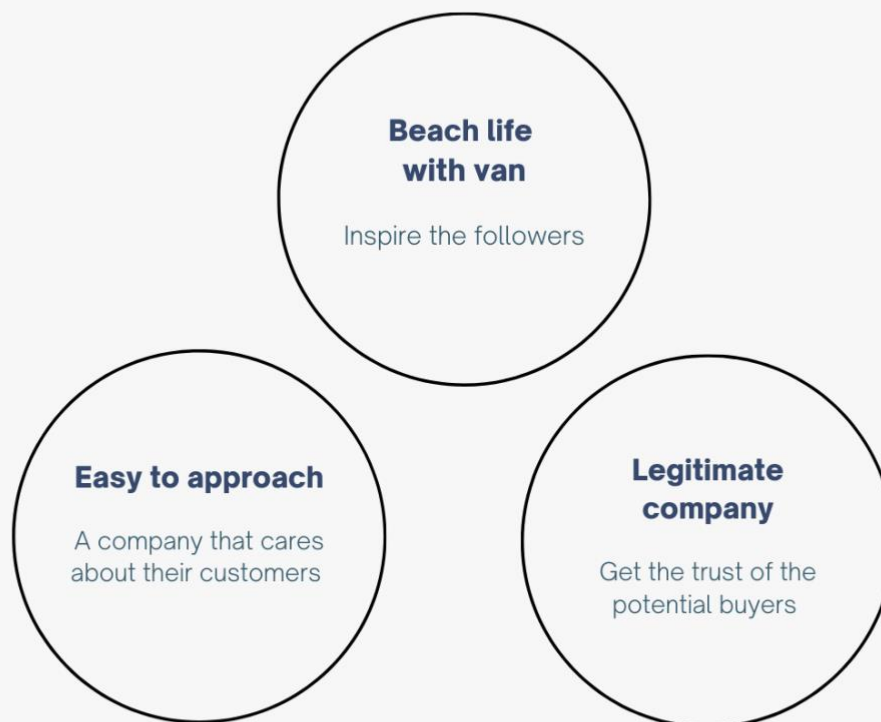 Beach life
with van
Inspire the followers
Easy to approach
A company that cares
about their customers
Legitimate
company
Get the trust of the
potential buyers